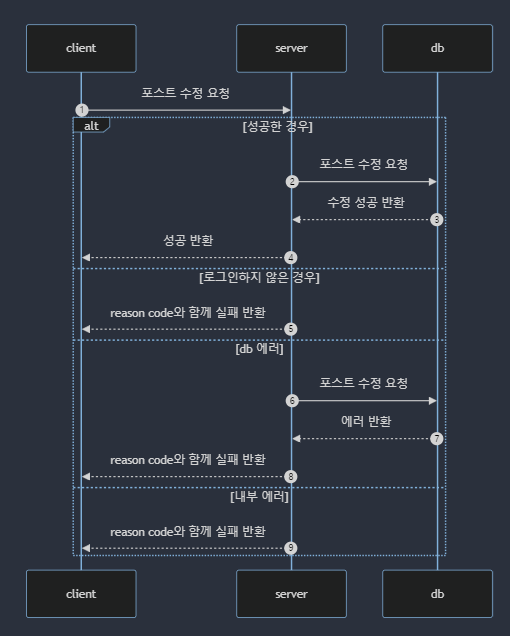 client server db
포스트 수정 요청
1
alt [성공한 경우]
포스트 수정 요청
2
수정 성공 반환
3
성공 반환
4
[로그인하지 않은 경우]
reason code와 함께 실패 반환
5
[db 에러]
포스트 수정 요청
6
에러 반환
7
reason code와 함께 실패 반환
8
[내부 에러]
reason code와 함께 실패 반환
9
client server db